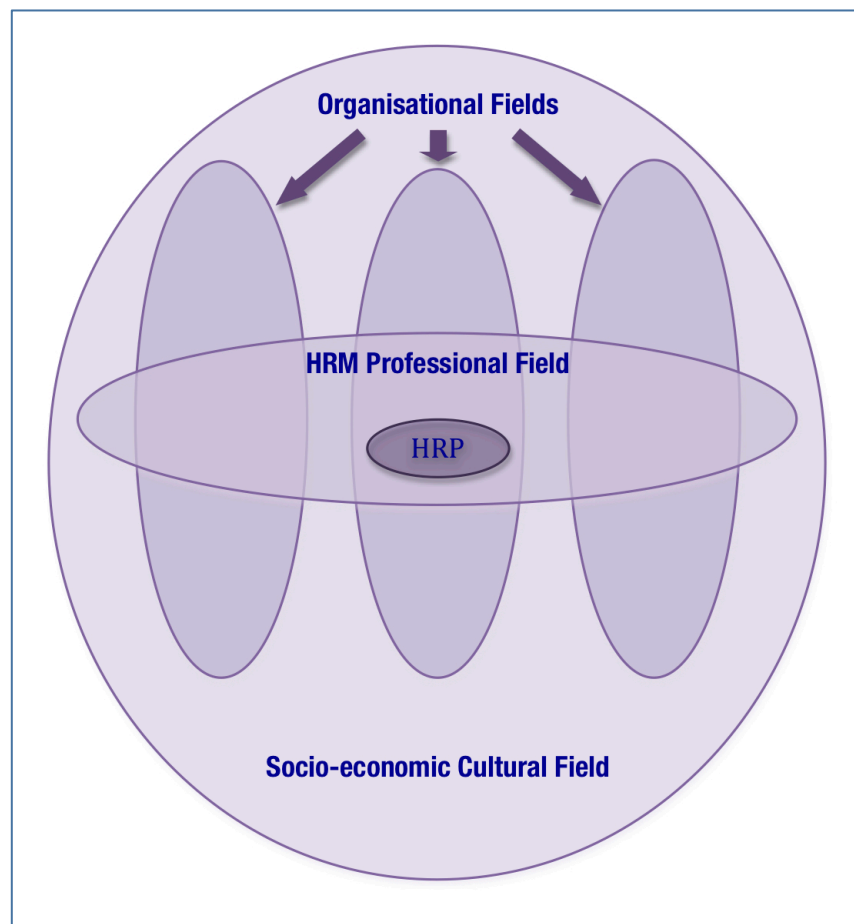 Organisational Fields
HRM Professional Field
HRP
Socio-economic Cultural Field